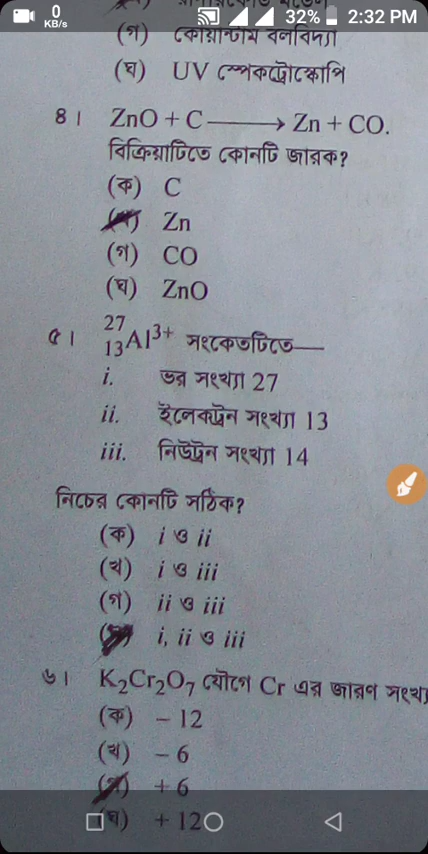 0
KB/s
32%
2:32 PM
(গ) কোয়ান্টাম বলবিদ্যা
(ঘ) UV স্পেকট্রোস্কোপি
৪। ZnO + C ⟶ Zn + CO.
বিক্রিয়াটিতে কোনটি জারক?
(ক) C
Zn
(গ) CO
(ঘ) ZnO
৫। ²⁷₁₃Al³⁺ সংকেতটিতে—
i. ভর সংখ্যা 27
ii. ইলেকট্রন সংখ্যা 13
iii. নিউট্রন সংখ্যা 14
নিচের কোনটি সঠিক?
(ক) i ও ii
(খ) i ও iii
(গ) ii ও iii
i, ii ও iii
৬। K₂Cr₂O₇ যৌগে Cr এর জারণ সংখ্যা
(ক) – 12
(খ) – 6
+ 6
(ঘ) + 12